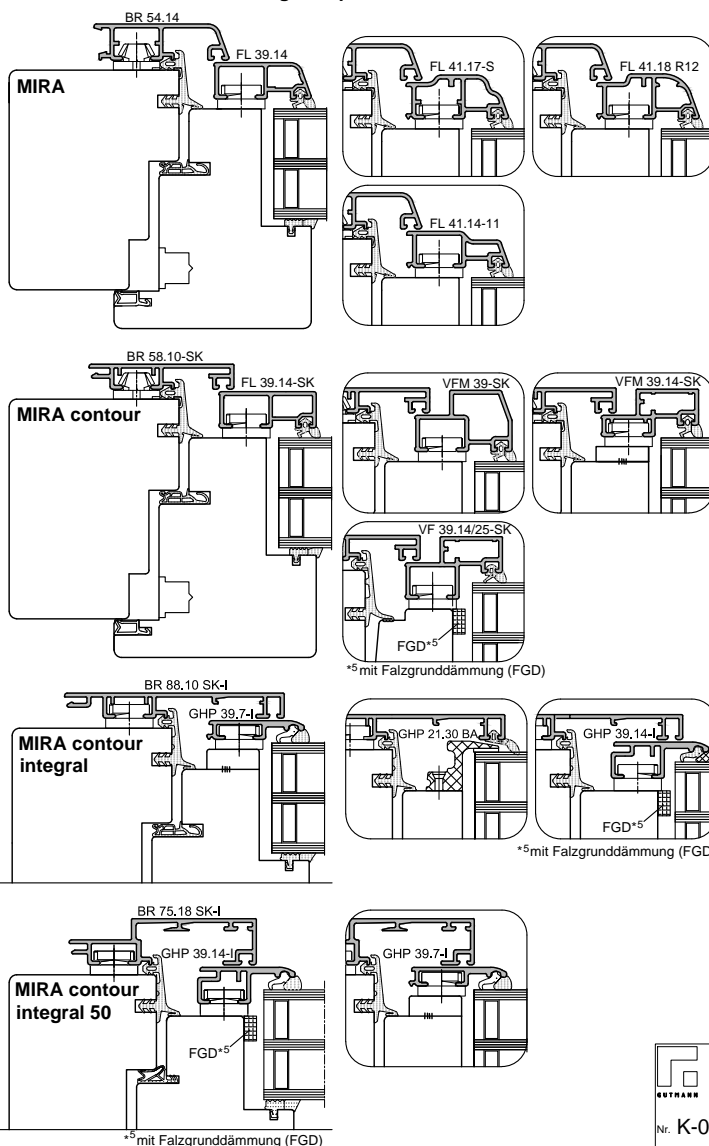 BR 54.14
MIRA
FL 39.14
FL 41.17-S
FL 41.18 R12
FL 41.14-11
BR 58.10-SK
MIRA contour
FL 39.14-SK
VFM 39-SK
VFM 39.14-SK
VF 39.14/25-SK
FGD*5
*5 mit Falzgrunddämmung (FGD)
BR 88.10 SK-I
GHP 39.7-I
MIRA contour
integral
GHP 21.30 BA
GHP 39.14-I
FGD*5
*5 mit Falzgrunddämmung (FGD
BR 75.18 SK-I
GHP 39.14-I
MIRA contour
integral 50
FGD*5
*5 mit Falzgrunddämmung (FGD)
GHP 39.7-I
GUTMANN
Nr. K-0